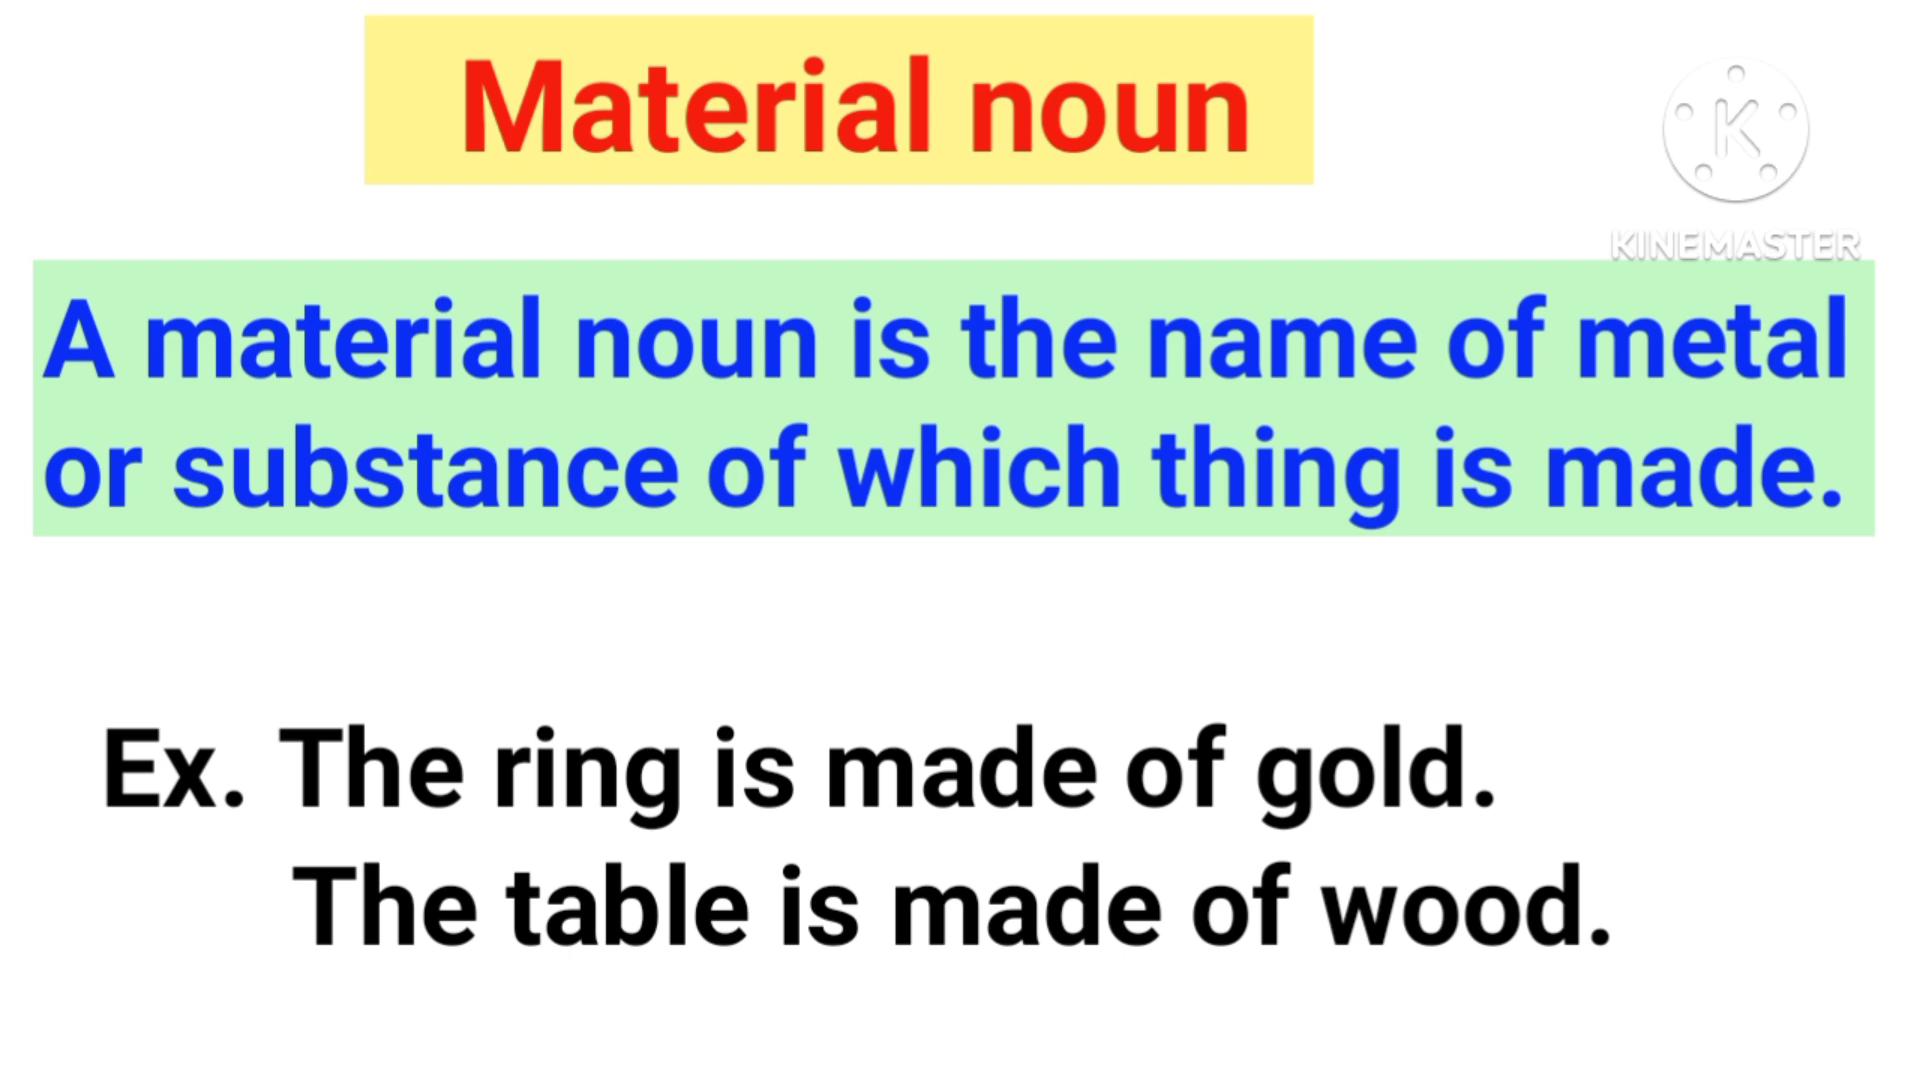 Material noun
K
KINEMASTER
A material noun is the name of metal
or substance of which thing is made.
Ex. The ring is made of gold.
The table is made of wood.